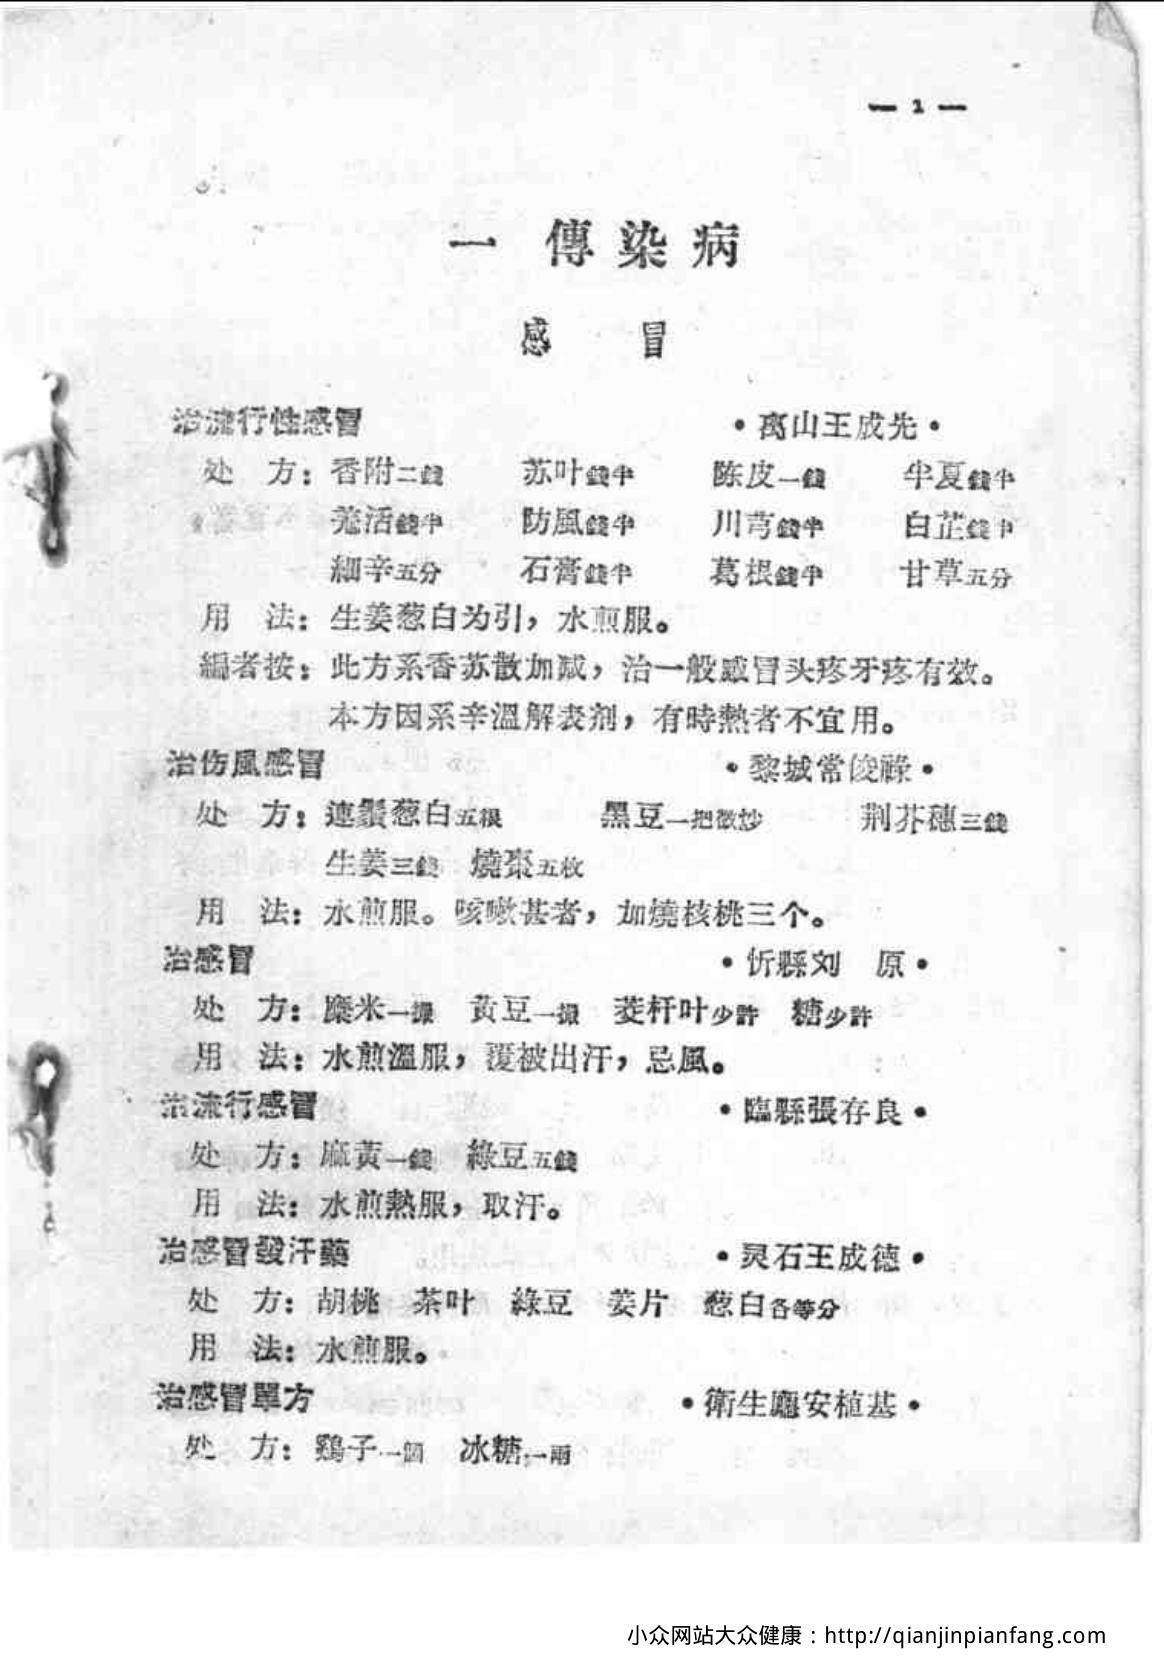 — 1 —
一 傳染病
感 冒
治流行性感冒 •离山王成先•
处 方：香附二錢 苏叶錢半 陈皮一錢 半夏錢半
羌活錢半 防風錢半 川芎錢半 白芷錢半
細辛五分 石膏錢半 葛根錢半 甘草五分
用 法：生姜葱白为引，水煎服。
編者按：此方系香苏散加减，治一般感冒头疼牙疼有效。
本方因系辛溫解表剂，有時熱者不宜用。
治伤風感冒 •黎城常俊祿•
处 方：連鬚葱白五根 黑豆一把微炒 荆芥穗三錢
生姜三錢 燒棗五枚
用 法：水煎服。咳嗽甚者，加燒核桃三个。
治感冒 •忻縣刘 原•
处 方：糜米一撮 黃豆一撮 茭杆叶少許 糖少許
用 法：水煎溫服，覆被出汗，忌風。
治流行感冒 •臨縣張存良•
处 方：麻黃一錢 綠豆五錢
用 法：水煎熱服，取汗。
治感冒發汗藥 •灵石王成德•
处 方：胡桃 茶叶 綠豆 姜片 葱白各等分
用 法：水煎服。
治感冒單方 •衛生廳安植基•
处 方：鷄子一個 冰糖一兩
小众网站大众健康：http://qianjinpianfang.com